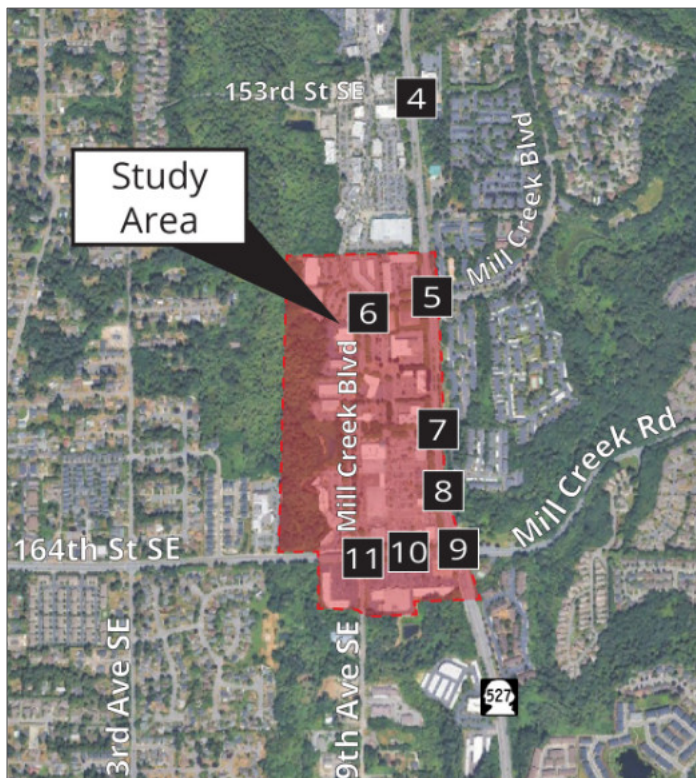 153rd St SE
4
Study
Area
Mill Creek Blvd
5
6
Mill Creek Blvd
7
8
Mill Creek Rd
164th St SE
11
10
9
3rd Ave SE
9th Ave SE
527